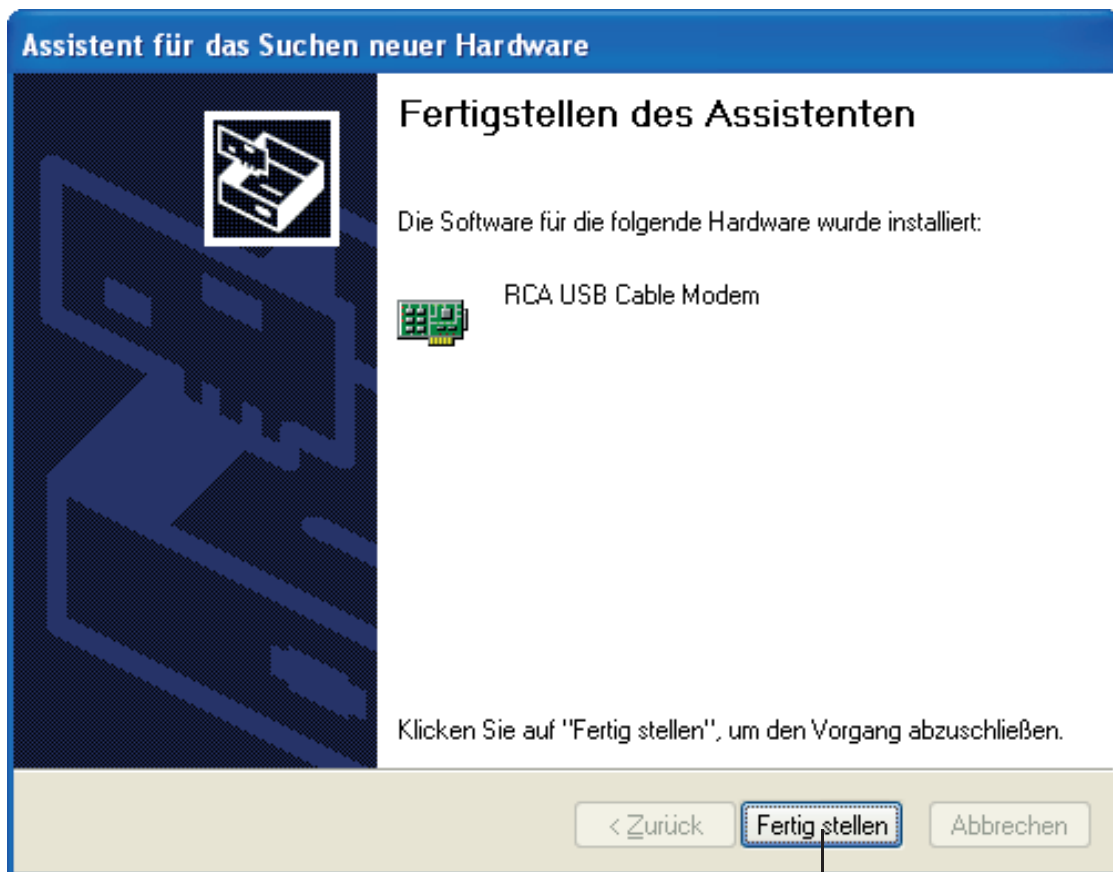 Assistent für das Suchen neuer Hardware
Fertigstellen des Assistenten
Die Software für die folgende Hardware wurde installiert:
RCA USB Cable Modem
Klicken Sie auf "Fertig stellen", um den Vorgang abzuschließen.
< Zurück Fertig stellen Abbrechen